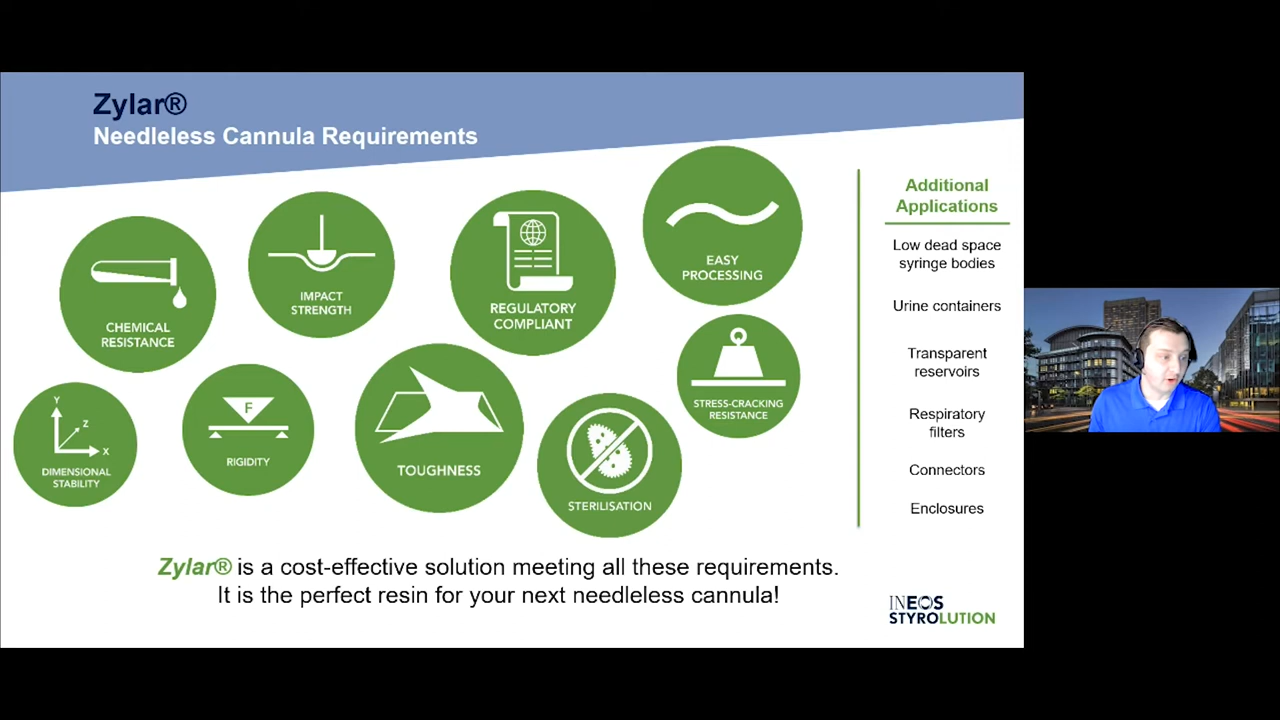 Zylar®
Needleless Cannula Requirements
CHEMICAL
RESISTANCE
IMPACT
STRENGTH
REGULATORY
COMPLIANT
EASY
PROCESSING
Y
Z
X
DIMENSIONAL
STABILITY
F
RIGIDITY
TOUGHNESS
STERILISATION
STRESS-CRACKING
RESISTANCE
Additional
Applications
Low dead space
syringe bodies
Urine containers
Transparent
reservoirs
Respiratory
filters
Connectors
Enclosures
Zylar® is a cost-effective solution meeting all these requirements.
It is the perfect resin for your next needleless cannula!
INEOS
STYROLUTION